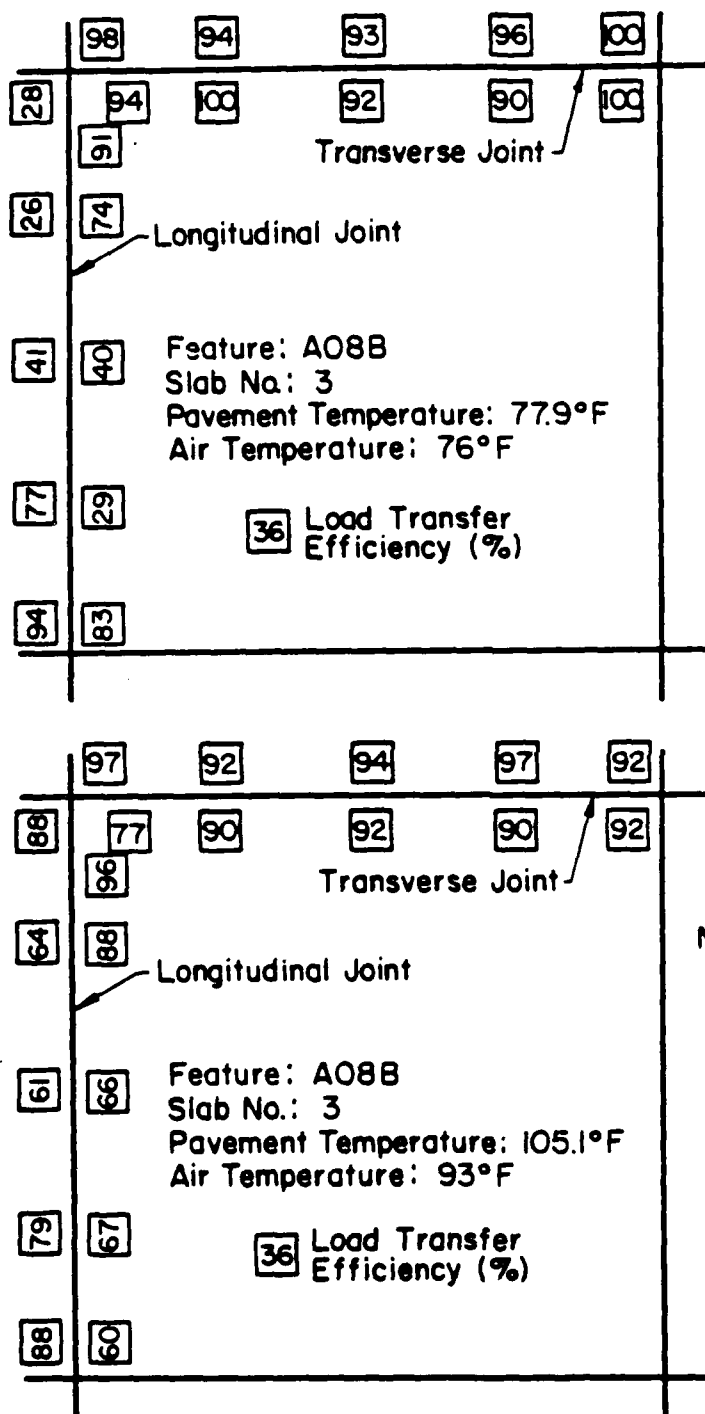 98 94 93 96 100
28 94 100 92 90 100
91 Transverse Joint
26 74 Longitudinal Joint
41 40 Feature: A08B
Slab No.: 3
Pavement Temperature: 77.9°F
Air Temperature: 76°F
77 29 36 Load Transfer
Efficiency (%)
94 83
97 92 94 97 92
88 77 90 92 90 92
96 Transverse Joint
64 88
Longitudinal Joint
61 66 Feature: A08B
Slab No.: 3
Pavement Temperature: 105.1°F
Air Temperature: 93°F
79 67 36 Load Transfer
Efficiency (%)
88 60